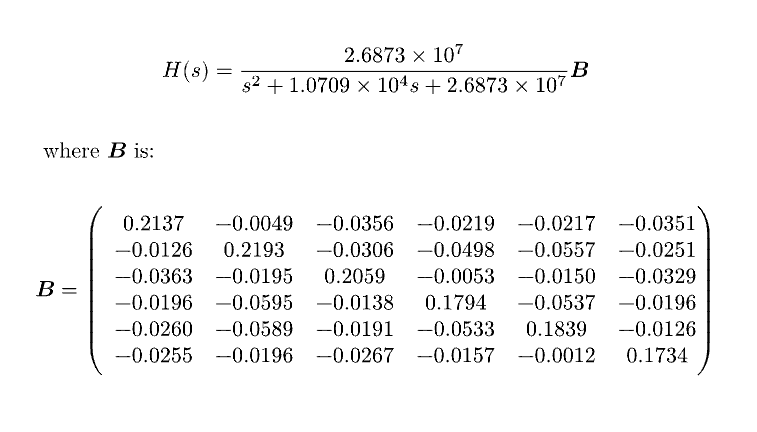 H(s) = \frac{2.6873 × 10^7}{s^2 + 1.0709 × 10^4 s + 2.6873 × 10^7} B
where B is:
B =
0.2137 −0.0049 −0.0356 −0.0219 −0.0217 −0.0351
−0.0126 0.2193 −0.0306 −0.0498 −0.0557 −0.0251
−0.0363 −0.0195 0.2059 −0.0053 −0.0150 −0.0329
−0.0196 −0.0595 −0.0138 0.1794 −0.0537 −0.0196
−0.0260 −0.0589 −0.0191 −0.0533 0.1839 −0.0126
−0.0255 −0.0196 −0.0267 −0.0157 −0.0012 0.1734